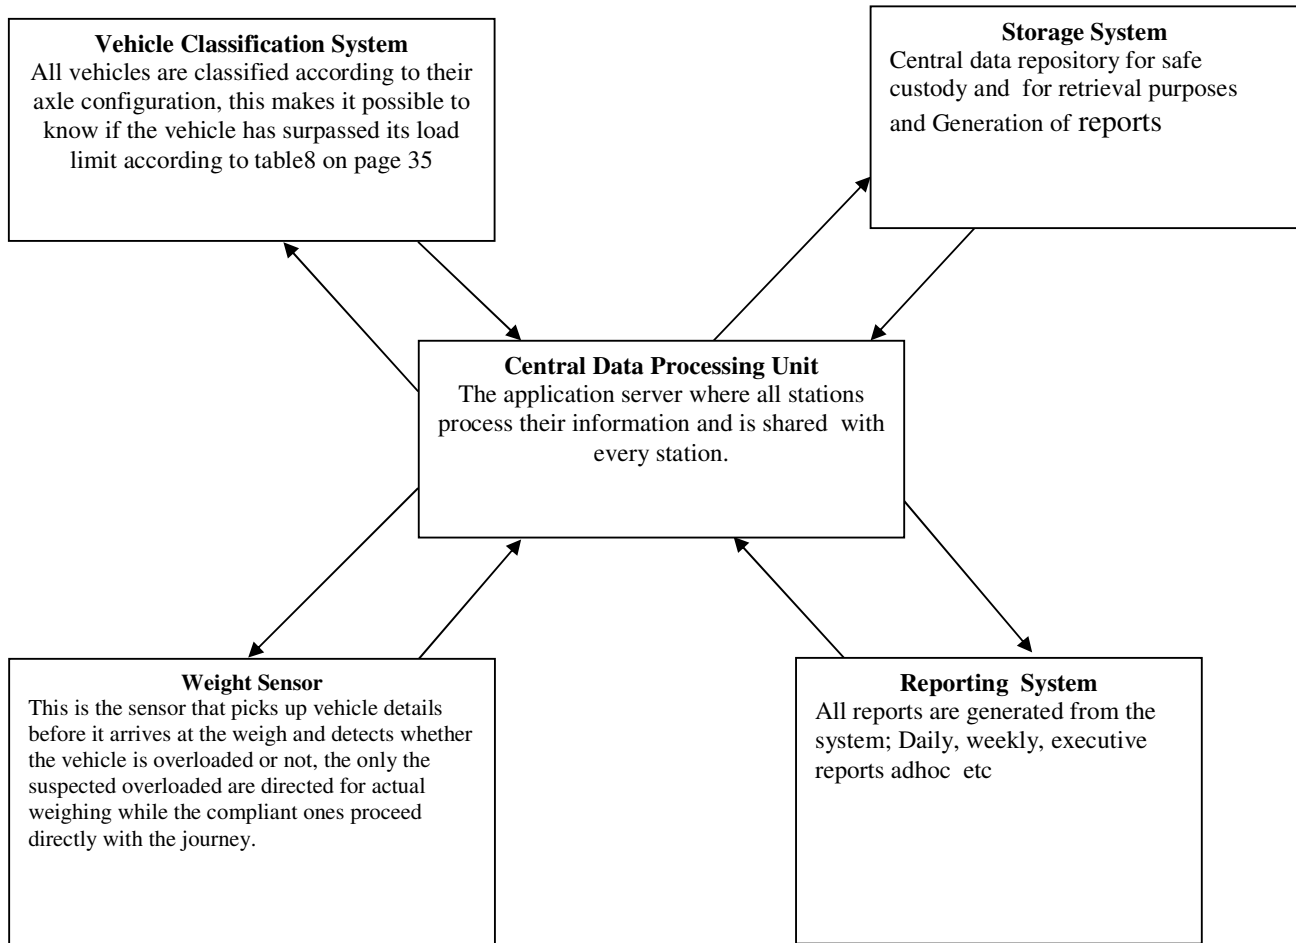 Vehicle Classification System
All vehicles are classified according to their
axle configuration, this makes it possible to
know if the vehicle has surpassed its load
limit according to table8 on page 35
Storage System
Central data repository for safe
custody and for retrieval purposes
and Generation of reports
Central Data Processing Unit
The application server where all stations
process their information and is shared with
every station.
Weight Sensor
This is the sensor that picks up vehicle details
before it arrives at the weigh and detects whether
the vehicle is overloaded or not, the only the
suspected overloaded are directed for actual
weighing while the compliant ones proceed
directly with the journey.
Reporting System
All reports are generated from the
system; Daily, weekly, executive
reports adhoc etc